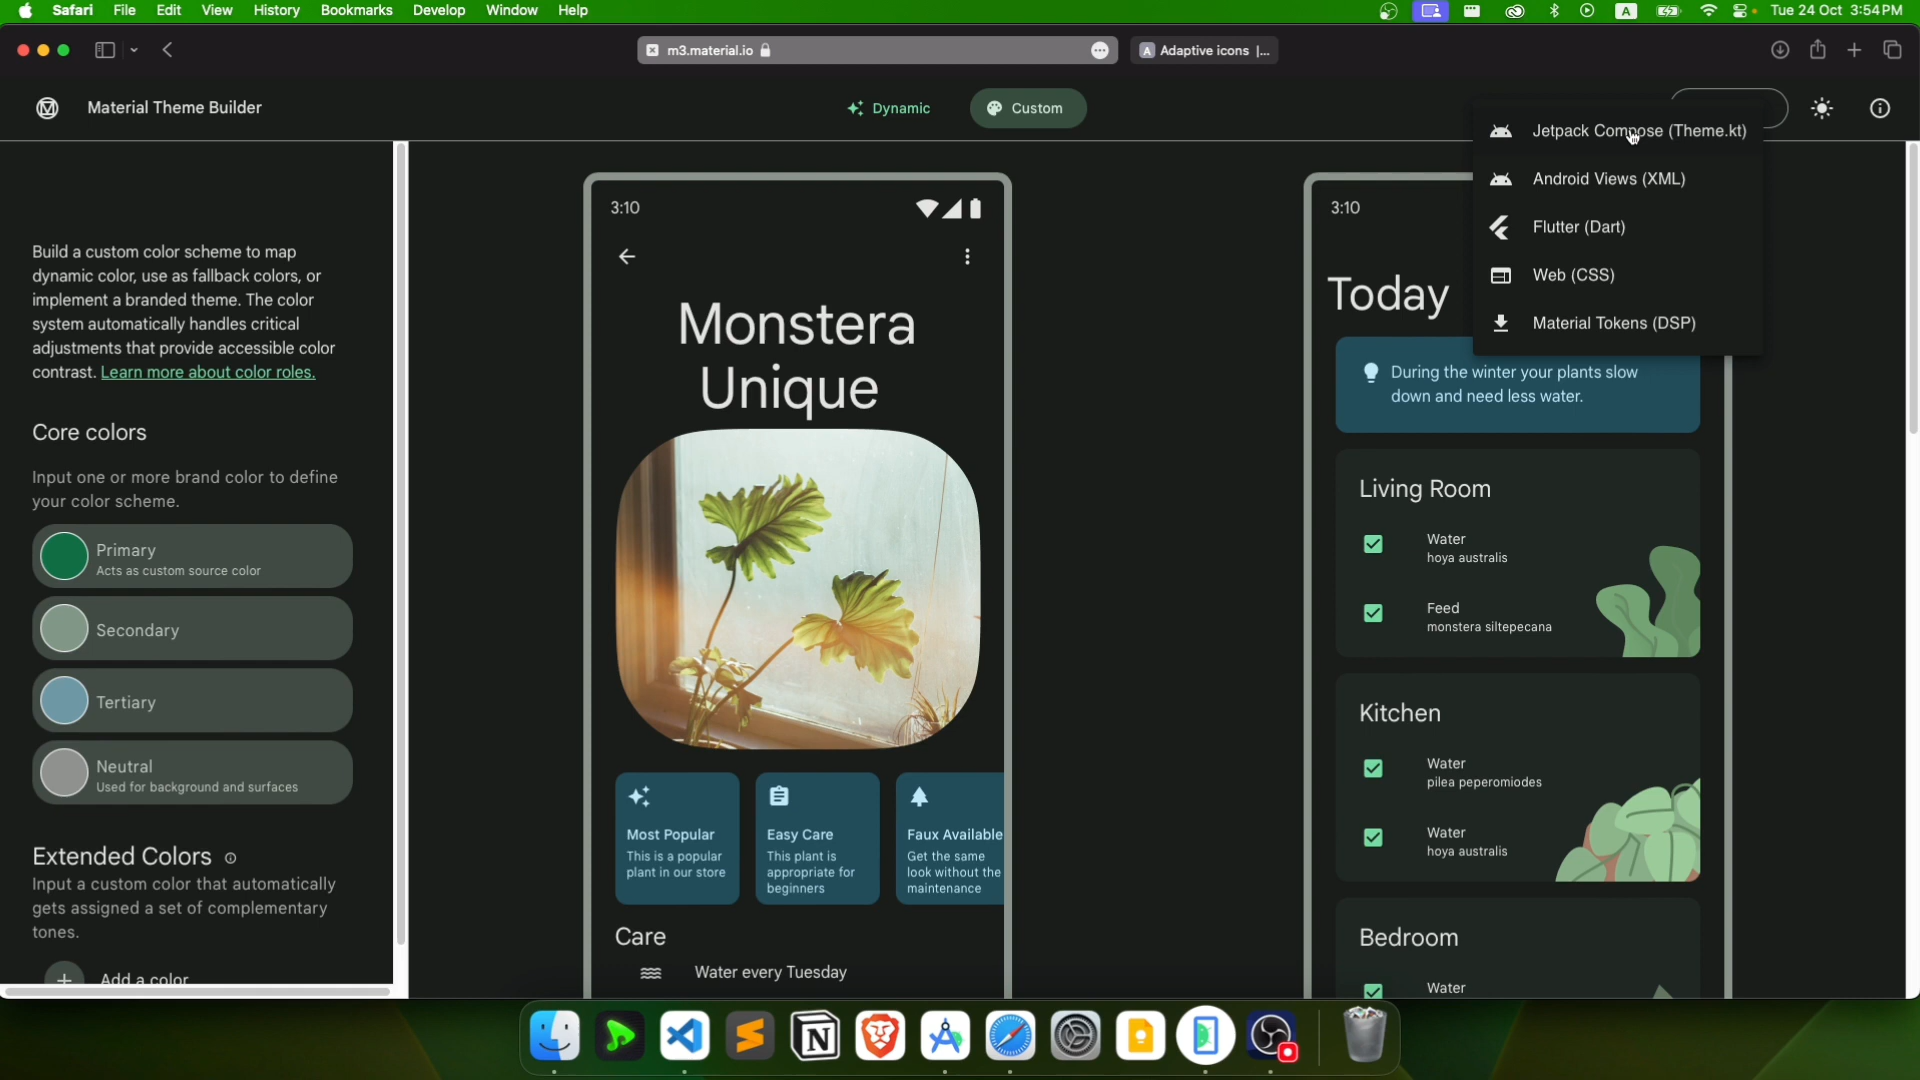 Safari File Edit View History Bookmarks Develop Window Help
A
Tue 24 Oct 3:54 PM
m3.material.io
A Adaptive icons |...
Material Theme Builder
Dynamic
Custom
Jetpack Compose (Theme.kt)
Android Views (XML)
Flutter (Dart)
Web (CSS)
Material Tokens (DSP)
Build a custom color scheme to map
dynamic color, use as fallback colors, or
implement a branded theme. The color
system automatically handles critical
adjustments that provide accessible color
contrast. Learn more about color roles.
Core colors
Input one or more brand color to define
your color scheme.
Primary
Acts as custom source color
Secondary
Tertiary
Neutral
Used for background and surfaces
Extended Colors
Input a custom color that automatically
gets assigned a set of complementary
tones.
Add a color
3:10
Monstera
Unique
Most Popular
This is a popular
plant in our store
Easy Care
This plant is
appropriate for
beginners
Faux Available
Get the same
look without the
maintenance
Care
Water every Tuesday
3:10
Today
During the winter your plants slow
down and need less water.
Living Room
Water
hoya australis
Feed
monstera siltepecana
Kitchen
Water
pilea peperomiodes
Water
hoya australis
Bedroom
Water